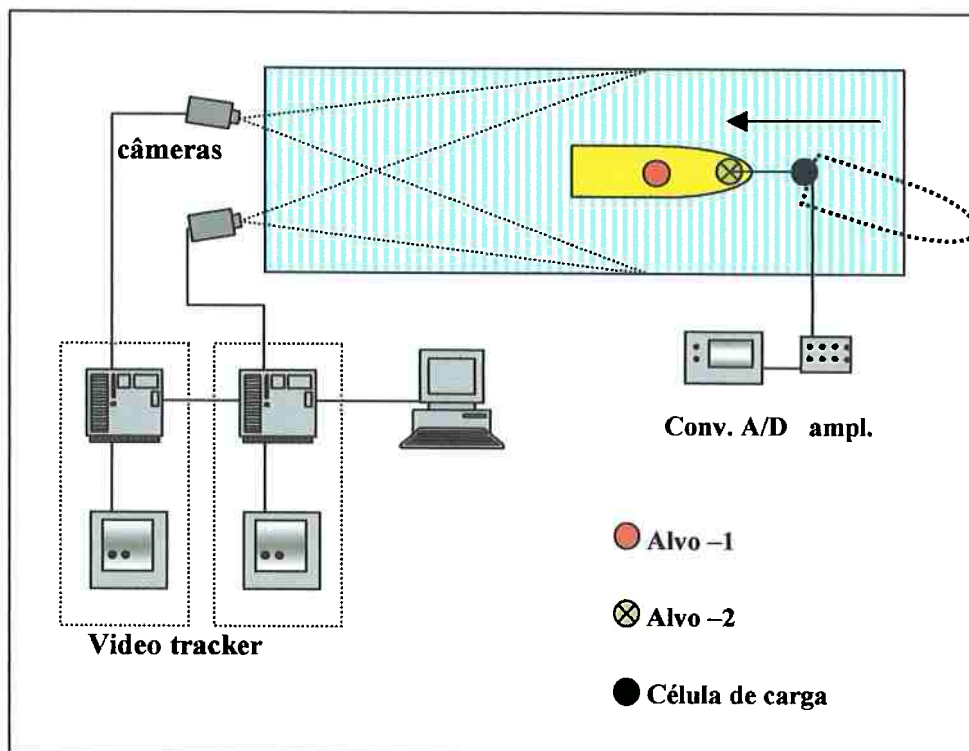 câmeras
Conv. A/D ampl.
Alvo –1
Alvo –2
Video tracker
Célula de carga